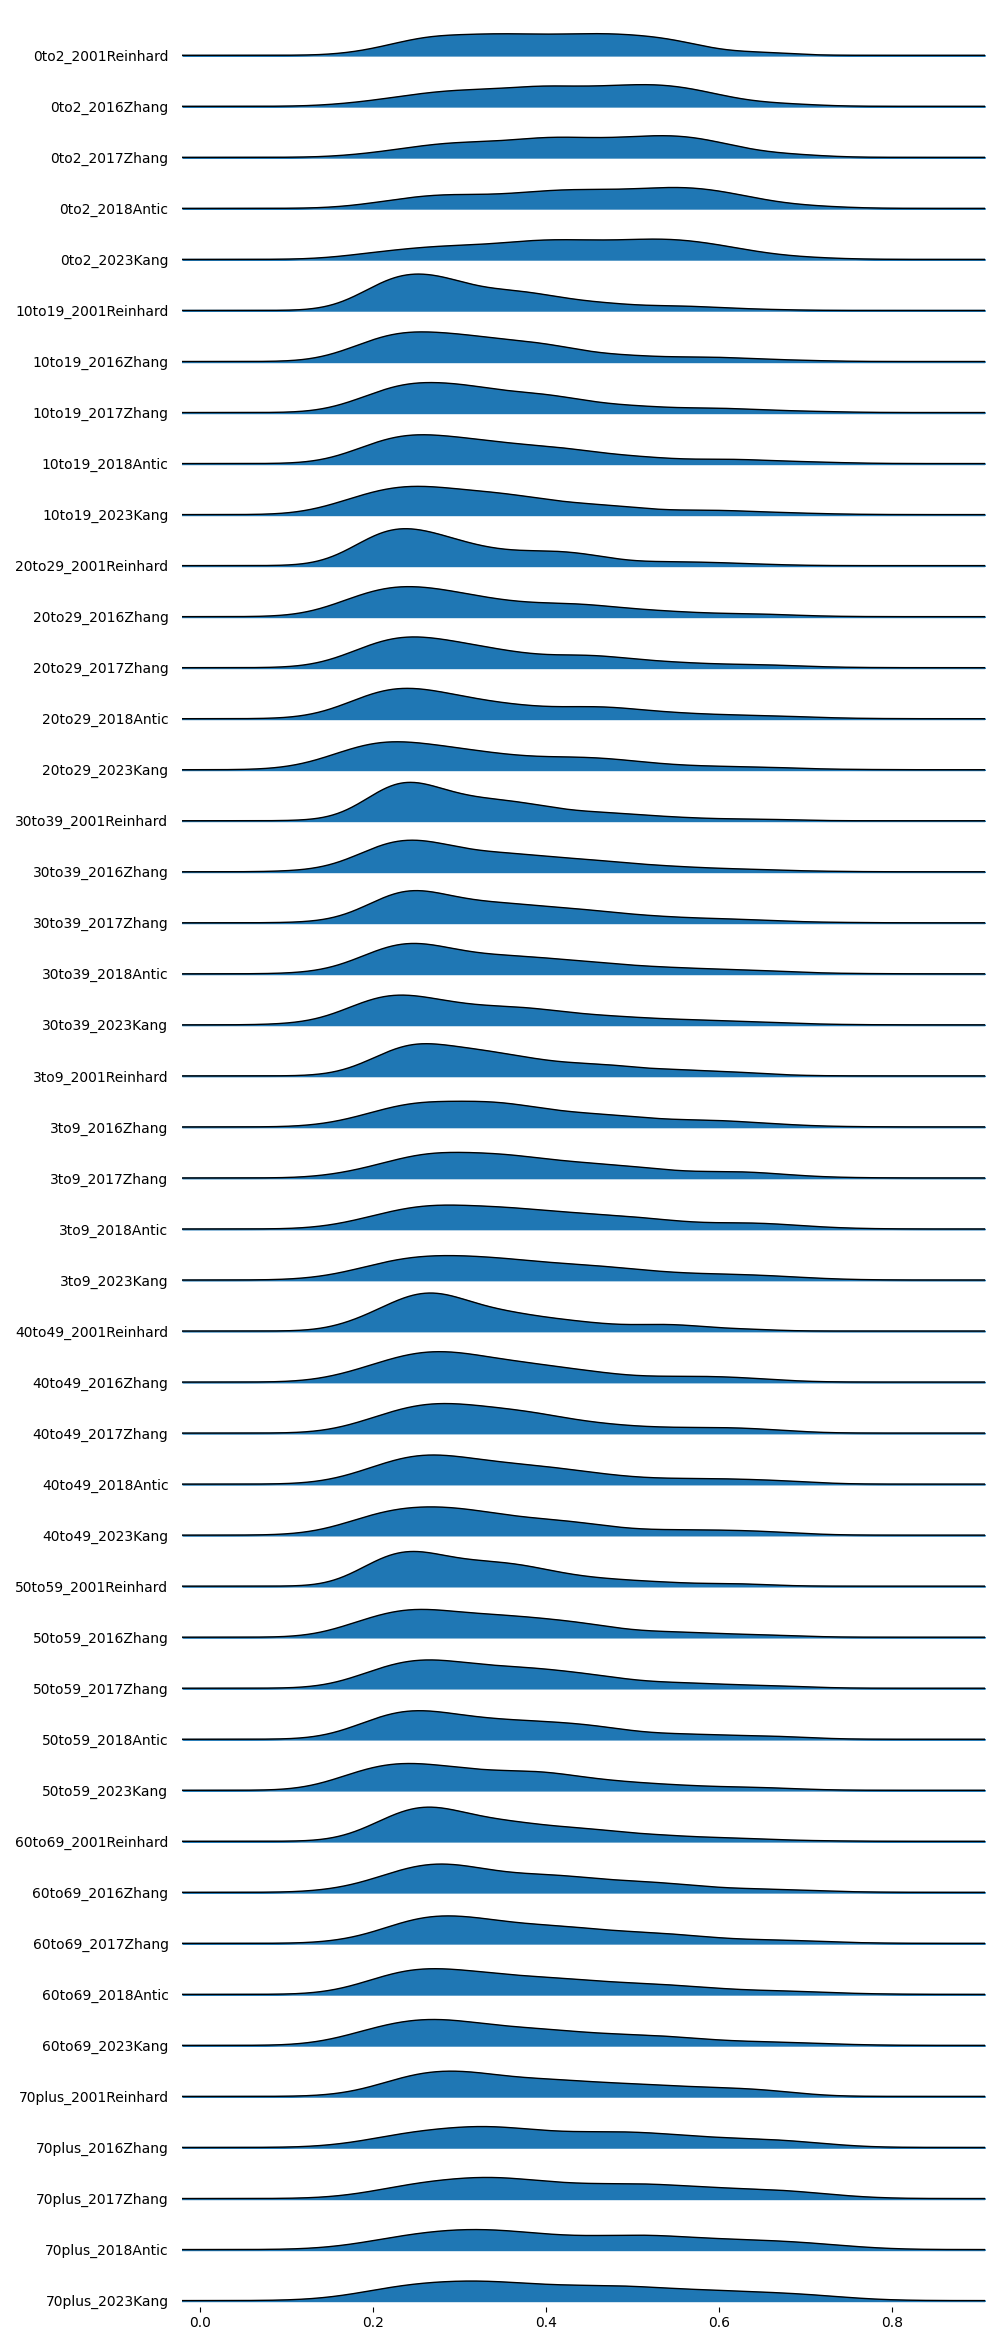 0to2_2001Reinhard
0to2_2016Zhang
0to2_2017Zhang
0to2_2018Antic
0to2_2023Kang
10to19_2001Reinhard
10to19_2016Zhang
10to19_2017Zhang
10to19_2018Antic
10to19_2023Kang
20to29_2001Reinhard
20to29_2016Zhang
20to29_2017Zhang
20to29_2018Antic
20to29_2023Kang
30to39_2001Reinhard
30to39_2016Zhang
30to39_2017Zhang
30to39_2018Antic
30to39_2023Kang
3to9_2001Reinhard
3to9_2016Zhang
3to9_2017Zhang
3to9_2018Antic
3to9_2023Kang
40to49_2001Reinhard
40to49_2016Zhang
40to49_2017Zhang
40to49_2018Antic
40to49_2023Kang
50to59_2001Reinhard
50to59_2016Zhang
50to59_2017Zhang
50to59_2018Antic
50to59_2023Kang
60to69_2001Reinhard
60to69_2016Zhang
60to69_2017Zhang
60to69_2018Antic
60to69_2023Kang
70plus_2001Reinhard
70plus_2016Zhang
70plus_2017Zhang
70plus_2018Antic
70plus_2023Kang
0.0 0.2 0.4 0.6 0.8